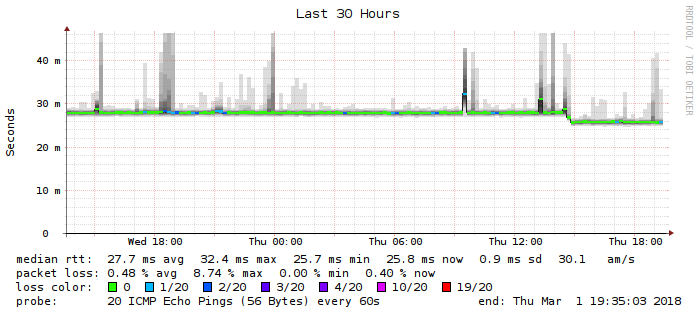 Last 30 Hours
RRDTOOL / TOBI OETIKER
Seconds
40 m
30 m
20 m
10 m
0
Wed 18:00 Thu 00:00 Thu 06:00 Thu 12:00 Thu 18:00
median rtt: 27.7 ms avg 32.4 ms max 25.7 ms min 25.8 ms now 0.9 ms sd 30.1 am/s
packet loss: 0.48 % avg 8.74 % max 0.00 % min 0.40 % now
loss color: 0 1/20 2/20 3/20 4/20 10/20 19/20
probe: 20 ICMP Echo Pings (56 Bytes) every 60s end: Thu Mar 1 19:35:03 2018